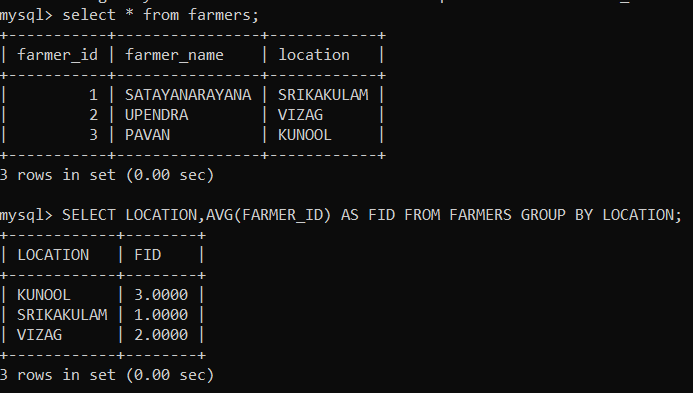 mysql> select * from farmers;
+-----------+----------------+------------+
| farmer_id | farmer_name    | location   |
+-----------+----------------+------------+
|         1 | SATAYANARAYANA | SRIKAKULAM |
|         2 | UPENDRA        | VIZAG      |
|         3 | PAVAN          | KUNOOL     |
+-----------+----------------+------------+
3 rows in set (0.00 sec)
mysql> SELECT LOCATION,AVG(FARMER_ID) AS FID FROM FARMERS GROUP BY LOCATION;
+------------+--------+
| LOCATION   | FID    |
+------------+--------+
| KUNOOL     | 3.0000 |
| SRIKAKULAM | 1.0000 |
| VIZAG      | 2.0000 |
+------------+--------+
3 rows in set (0.00 sec)